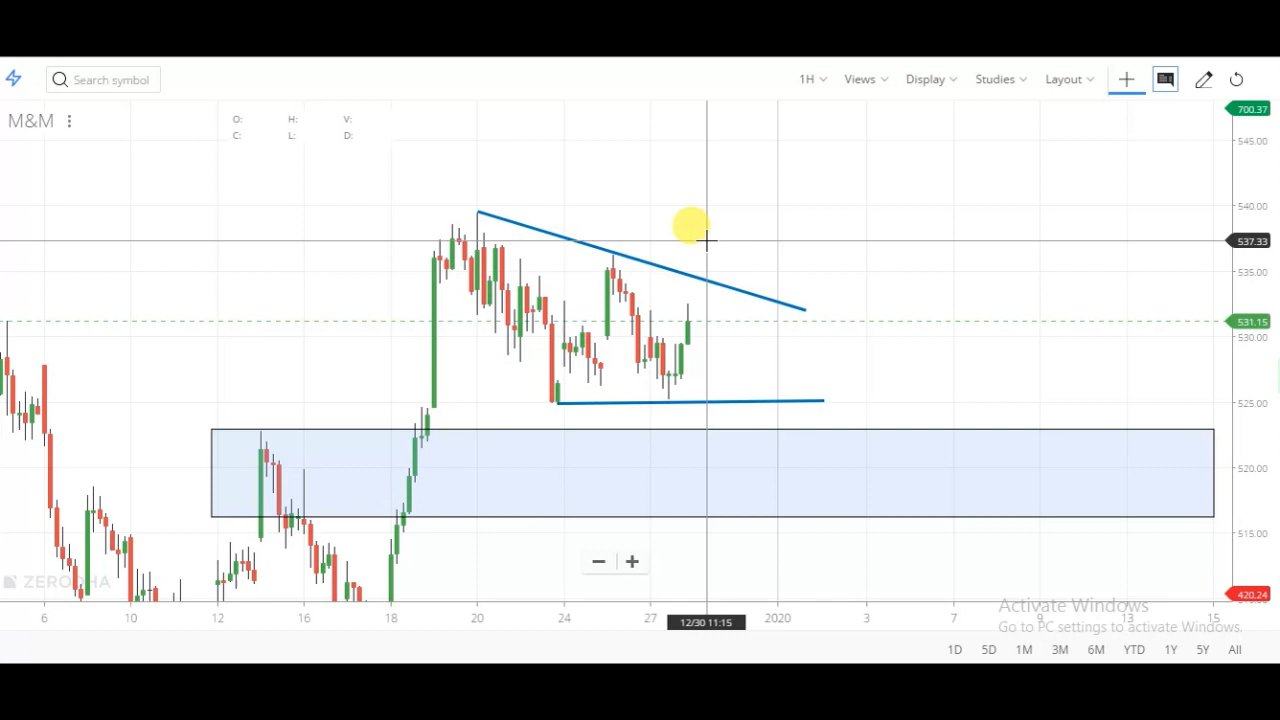 Search symbol
1H Views Display Studies Layout
M&M
O: H: V:
C: L: D:
700.37
545.00
540.00
537.33
535.00
531.15
530.00
525.00
520.00
515.00
420.24
ZERODHA
6 10 12 16 18 20 24 27 2020 3 7 9 13 15
12/30 11:15
Activate Windows
Go to PC settings to activate Windows.
1D 5D 1M 3M 6M YTD 1Y 5Y All